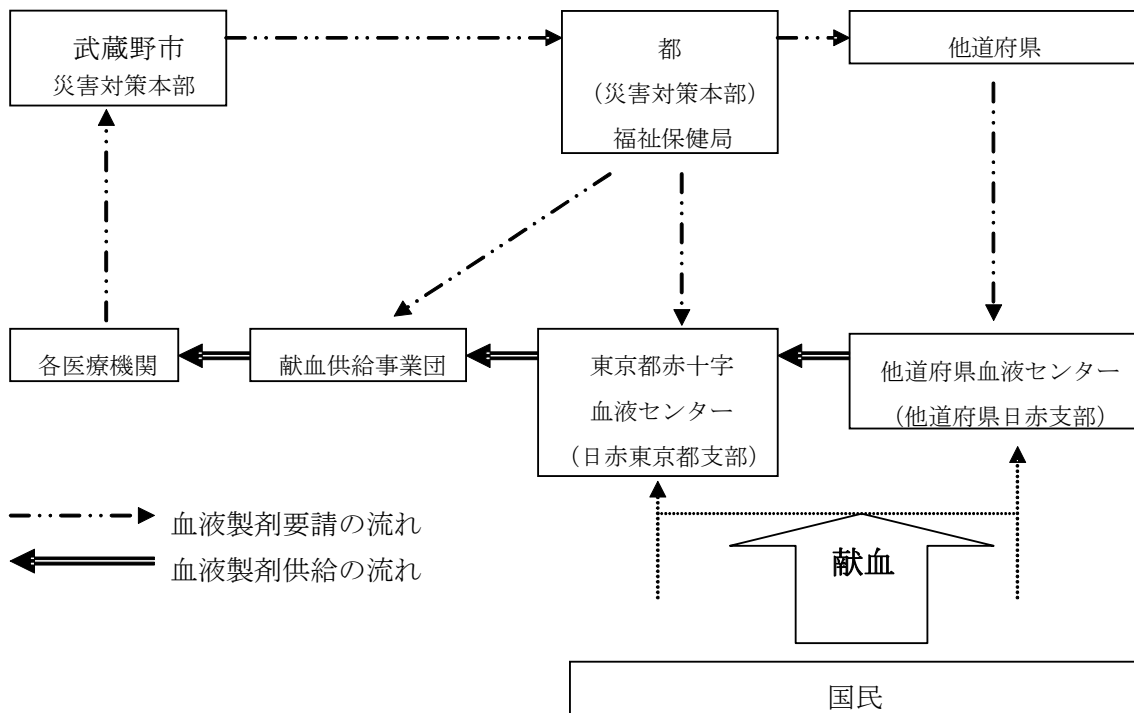 武蔵野市
災害対策本部
都
（災害対策本部）
福祉保健局
他道府県
各医療機関
献血供給事業団
東京都赤十字
血液センター
（日赤東京都支部）
他道府県血液センター
（他道府県日赤支部）
血液製剤要請の流れ
血液製剤供給の流れ
献血
国民